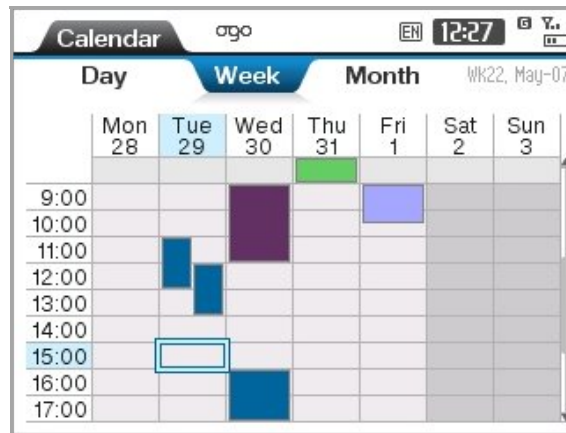 Calendar ogo EN 12:27 G
Day Week Month Wk22, May-07
Mon Tue Wed Thu Fri Sat Sun
28 29 30 31 1 2 3
9:00
10:00
11:00
12:00
13:00
14:00
15:00
16:00
17:00